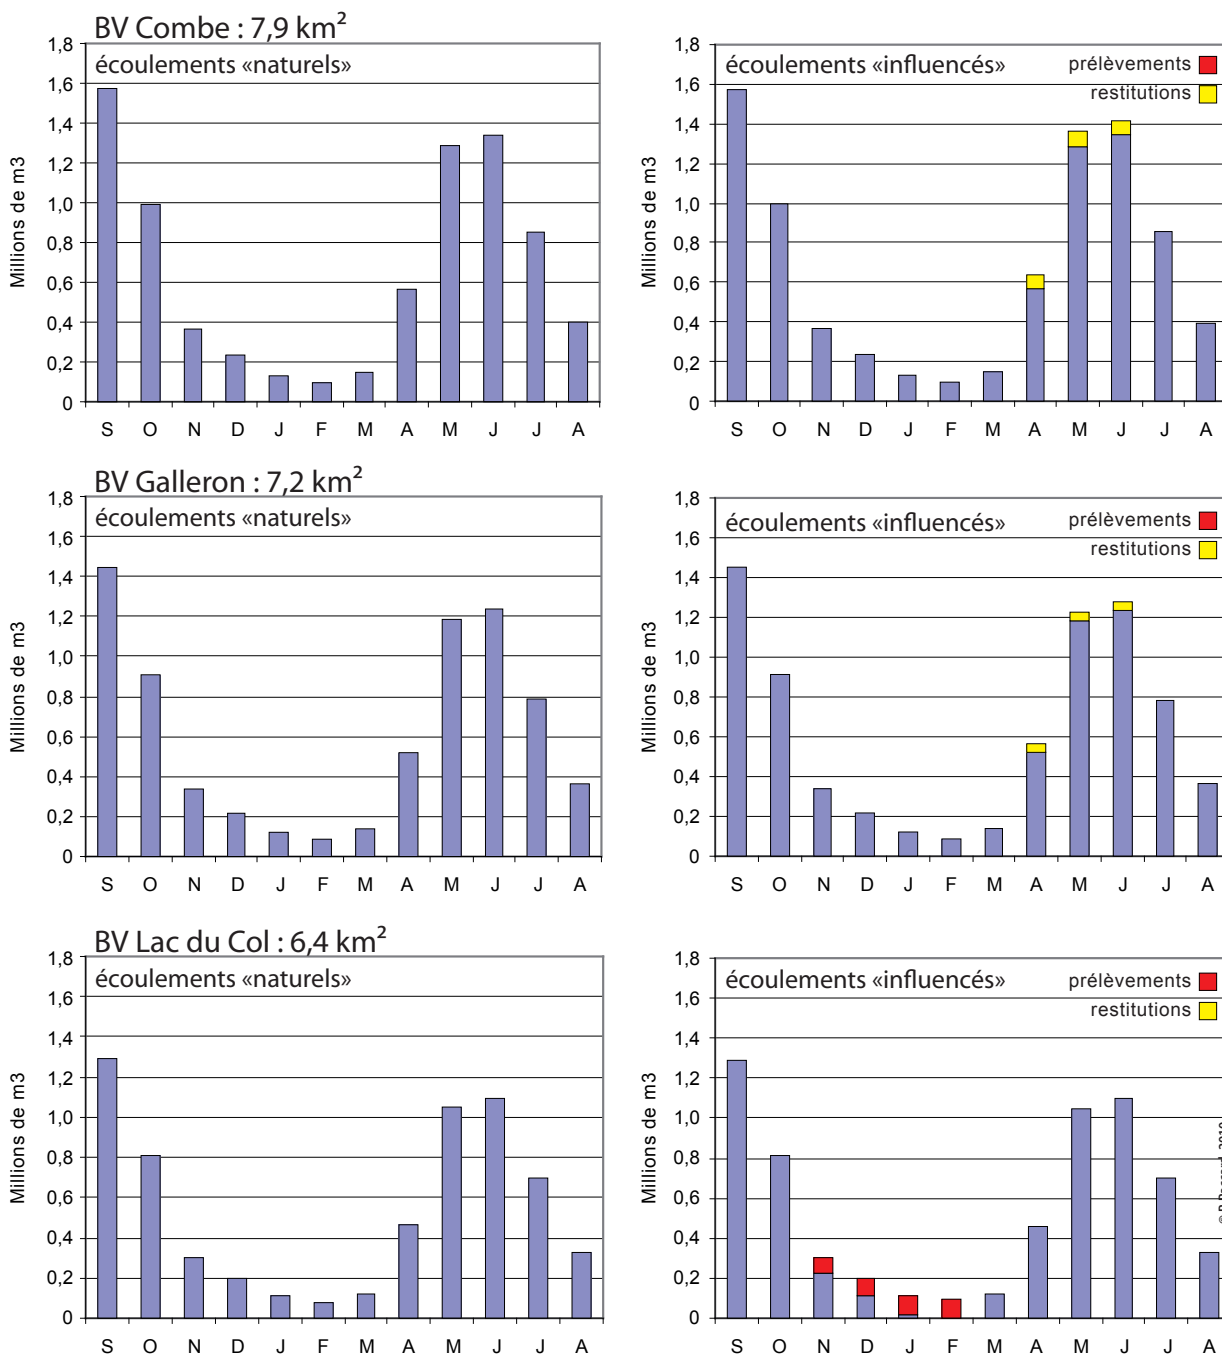 BV Combe : 7,9 km²
écoulements «naturels»
Millions de m3
1,8
1,6
1,4
1,2
1,0
0,8
0,6
0,4
0,2
0
S O N D J F M A M J J A
écoulements «influencés»
prélèvements
restitutions
Millions de m3
1,8
1,6
1,4
1,2
1,0
0,8
0,6
0,4
0,2
0
S O N D J F M A M J J A
BV Galleron : 7,2 km²
écoulements «naturels»
Millions de m3
1,8
1,6
1,4
1,2
1,0
0,8
0,6
0,4
0,2
0
S O N D J F M A M J J A
écoulements «influencés»
prélèvements
restitutions
Millions de m3
1,8
1,6
1,4
1,2
1,0
0,8
0,6
0,4
0,2
0
S O N D J F M A M J J A
BV Lac du Col : 6,4 km²
écoulements «naturels»
Millions de m3
1,8
1,6
1,4
1,2
1,0
0,8
0,6
0,4
0,2
0
S O N D J F M A M J J A
écoulements «influencés»
prélèvements
restitutions
Millions de m3
1,8
1,6
1,4
1,2
1,0
0,8
0,6
0,4
0,2
0
S O N D J F M A M J J A